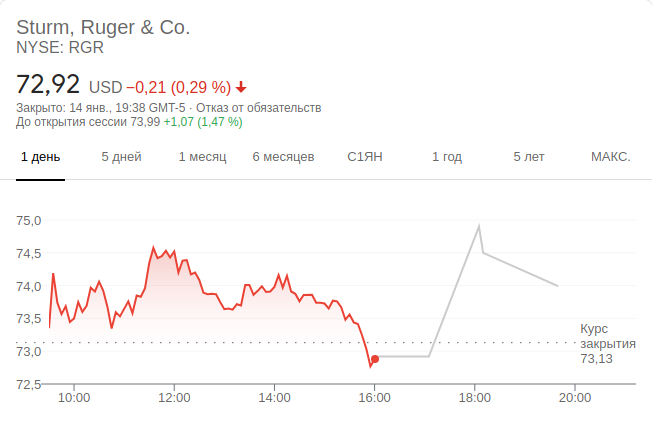 Sturm, Ruger & Co.
NYSE: RGR
72,92 USD −0,21 (0,29 %)
Закрыто: 14 янв., 19:38 GMT-5 · Отказ от обязательств
До открытия сессии 73,99 +1,07 (1,47 %)
1 день 5 дней 1 месяц 6 месяцев С1ЯН 1 год 5 лет МАКС.
75,0
74,5
74,0
73,5
Курс
закрытия
73,13
73,0
72,5
10:00 12:00 14:00 16:00 18:00 20:00